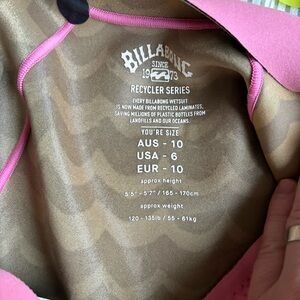 BILLABONG
SINCE
19 73
RECYCLER SERIES
EVERY BILLABONG WETSUIT
IS NOW MADE FROM RECYCLED LAMINATES,
SAVING MILLIONS OF PLASTIC BOTTLES FROM
LANDFILLS AND OUR OCEANS.
YOU'RE SIZE
AUS - 10
USA - 6
EUR - 10
approx height
5'5" - 5'7" / 165 - 170cm
approx weight
120 - 135lb / 55 - 61kg